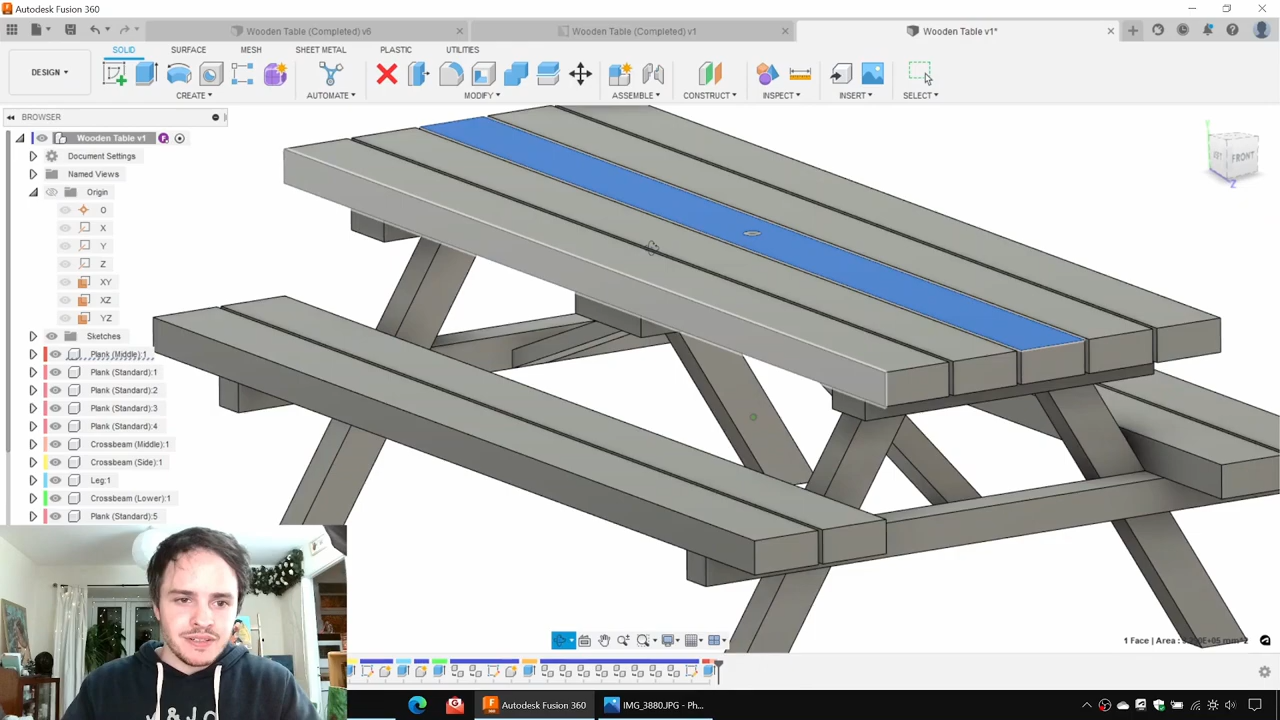 Autodesk Fusion 360
Wooden Table (Completed) v6
Wooden Table (Completed) v1
Wooden Table v1*
SOLID SURFACE MESH SHEET METAL PLASTIC UTILITIES
DESIGN
CREATE AUTOMATE MODIFY ASSEMBLE CONSTRUCT INSPECT INSERT SELECT
BROWSER
Wooden Table v1
Document Settings
Named Views
Origin
O
X
Y
Z
XY
XZ
YZ
Sketches
Plank (Middle):1
Plank (Standard):1
Plank (Standard):2
Plank (Standard):3
Plank (Standard):4
Crossbeam (Middle):1
Crossbeam (Side):1
Leg:1
Crossbeam (Lower):1
Plank (Standard):5
FRONT
1 Face | Area :
Autodesk Fusion 360
IMG_3880.JPG - Ph...